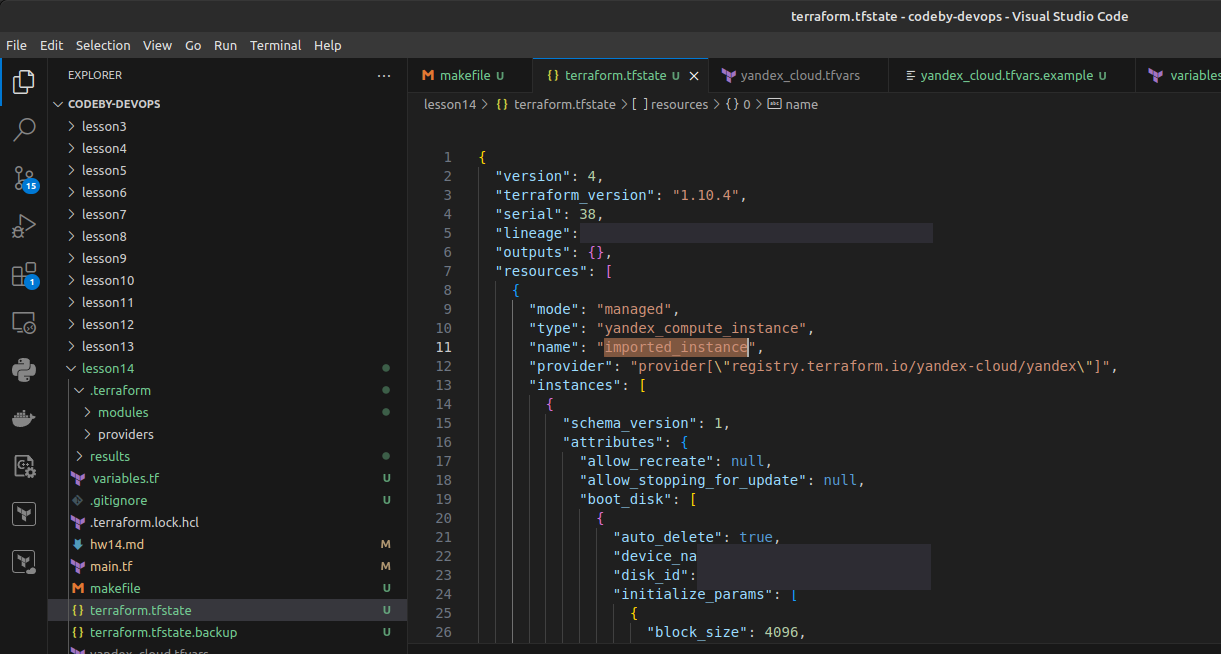 terraform.tfstate - codeby-devops - Visual Studio Code
File Edit Selection View Go Run Terminal Help
EXPLORER ...
CODEBY-DEVOPS
lesson3
lesson4
lesson5
lesson6
lesson7
lesson8
lesson9
lesson10
lesson11
lesson12
lesson13
lesson14
.terraform
modules
providers
results
variables.tf U
.gitignore U
.terraform.lock.hcl
hw14.md M
main.tf M
makefile U
{} terraform.tfstate U
{} terraform.tfstate.backup U
yandex_cloud.tfvars
15
1
M makefile U
{} terraform.tfstate U
yandex_cloud.tfvars
yandex_cloud.tfvars.example U
variables
lesson14 > {} terraform.tfstate > [ ] resources > {} 0 > abc name
1 {
2 "version": 4,
3 "terraform_version": "1.10.4",
4 "serial": 38,
5 "lineage":
6 "outputs": {},
7 "resources": [
8 {
9 "mode": "managed",
10 "type": "yandex_compute_instance",
11 "name": "imported_instance",
12 "provider": "provider[\"registry.terraform.io/yandex-cloud/yandex\"]",
13 "instances": [
14 {
15 "schema_version": 1,
16 "attributes": {
17 "allow_recreate": null,
18 "allow_stopping_for_update": null,
19 "boot_disk": [
20 {
21 "auto_delete": true,
22 "device_na
23 "disk_id":
24 "initialize_params": [
25 {
26 "block_size": 4096,